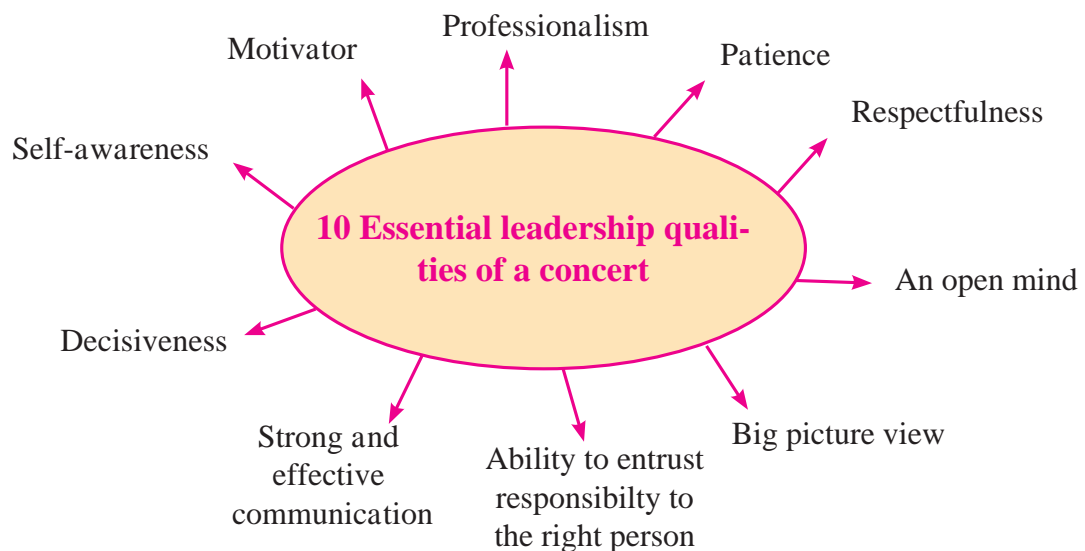 Professionalism
Motivator
Patience
Respectfulness
Self-awareness
10 Essential leadership quali-
ties of a concert
An open mind
Decisiveness
Big picture view
Strong and
effective
communication
Ability to entrust
responsibilty to
the right person